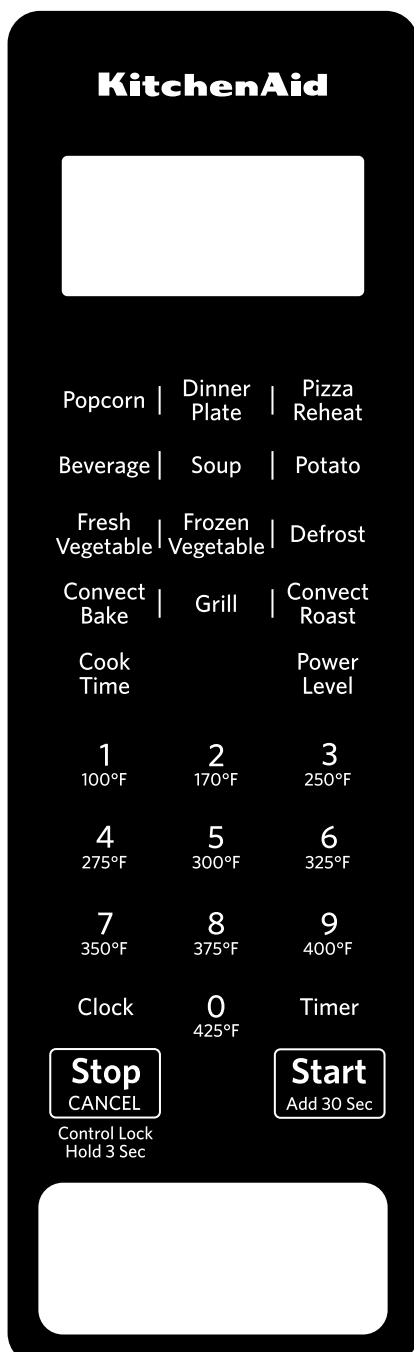 KitchenAid
Popcorn | Dinner Plate | Pizza Reheat
Beverage | Soup | Potato
Fresh Vegetable | Frozen Vegetable | Defrost
Convect Bake | Grill | Convect Roast
Cook Time Power Level
1 2 3
100°F 170°F 250°F
4 5 6
275°F 300°F 325°F
7 8 9
350°F 375°F 400°F
Clock 0 Timer
425°F
Stop Start
CANCEL Add 30 Sec
Control Lock
Hold 3 Sec